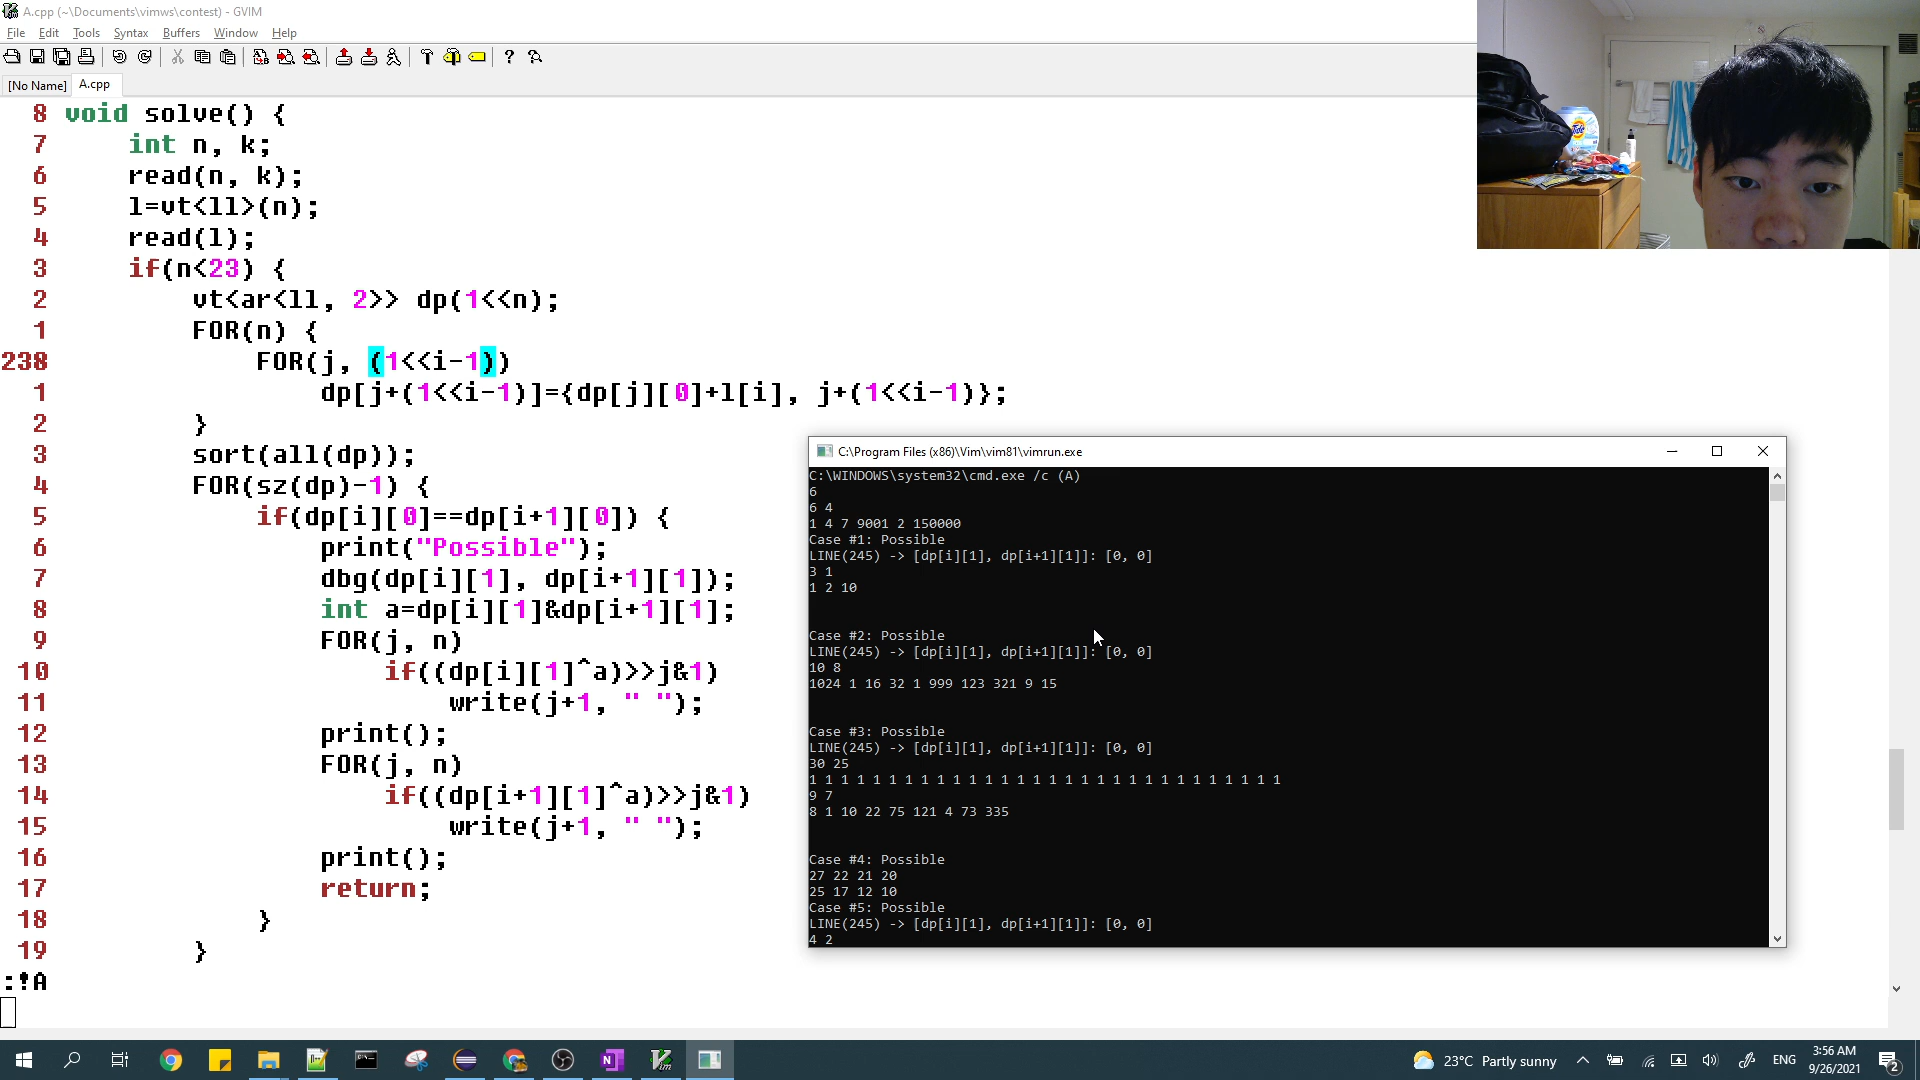 A.cpp (~\Documents\vimws\contest) - GVIM
File Edit Tools Syntax Buffers Window Help
[No Name] A.cpp
8 void solve() {
7 int n, k;
6 read(n, k);
5 l=vt<ll>(n);
4 read(l);
3 if(n<23) {
2 vt<ar<ll, 2>> dp(1<<n);
1 FOR(n) {
238 FOR(j, (1<<i-1))
1 dp[j+(1<<i-1)]={dp[j][0]+l[i], j+(1<<i-1)};
2 }
3 sort(all(dp));
4 FOR(sz(dp)-1) {
5 if(dp[i][0]==dp[i+1][0]) {
6 print("Possible");
7 dbg(dp[i][1], dp[i+1][1]);
8 int a=dp[i][1]&dp[i+1][1];
9 FOR(j, n)
10 if((dp[i][1]^a)>>j&1)
11 write(j+1, " ");
12 print();
13 FOR(j, n)
14 if((dp[i+1][1]^a)>>j&1)
15 write(j+1, " ");
16 print();
17 return;
18 }
19 }
:!A
C:\Program Files (x86)\Vim\vim81\vimrun.exe
C:\WINDOWS\system32\cmd.exe /c (A)
6
6 4
1 4 7 9001 2 150000
Case #1: Possible
LINE(245) -> [dp[i][1], dp[i+1][1]]: [0, 0]
3 1
1 2 10
Case #2: Possible
LINE(245) -> [dp[i][1], dp[i+1][1]]: [0, 0]
10 8
1024 1 16 32 1 999 123 321 9 15
Case #3: Possible
LINE(245) -> [dp[i][1], dp[i+1][1]]: [0, 0]
30 25
1 1 1 1 1 1 1 1 1 1 1 1 1 1 1 1 1 1 1 1 1 1 1 1 1 1 1 1 1 1
9 7
8 1 10 22 75 121 4 73 335
Case #4: Possible
27 22 21 20
25 17 12 10
Case #5: Possible
LINE(245) -> [dp[i][1], dp[i+1][1]]: [0, 0]
4 2
Tide
23°C Partly sunny
ENG
3:56 AM
9/26/2021
2